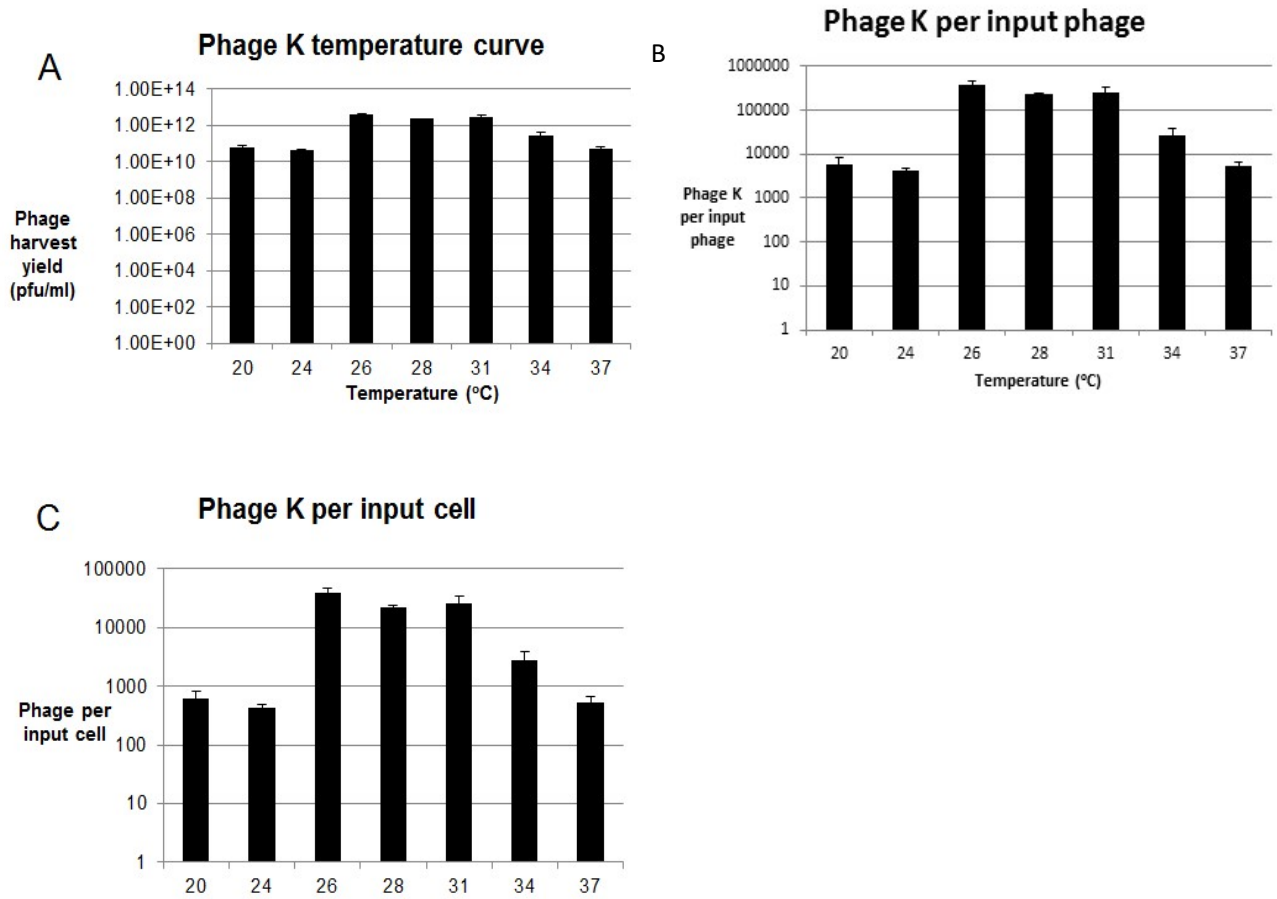 A
Phage K temperature curve
1.00E+14
1.00E+12
1.00E+10
1.00E+08
1.00E+06
1.00E+04
1.00E+02
1.00E+00
Phage
harvest
yield
(pfu/ml)
20 24 26 28 31 34 37
Temperature (ºC)
B
Phage K per input phage
1000000
100000
10000
1000
100
10
1
Phage K
per input
phage
20 24 26 28 31 34 37
Temperature (ºC)
C
Phage K per input cell
100000
10000
1000
100
10
1
Phage per
input cell
20 24 26 28 31 34 37